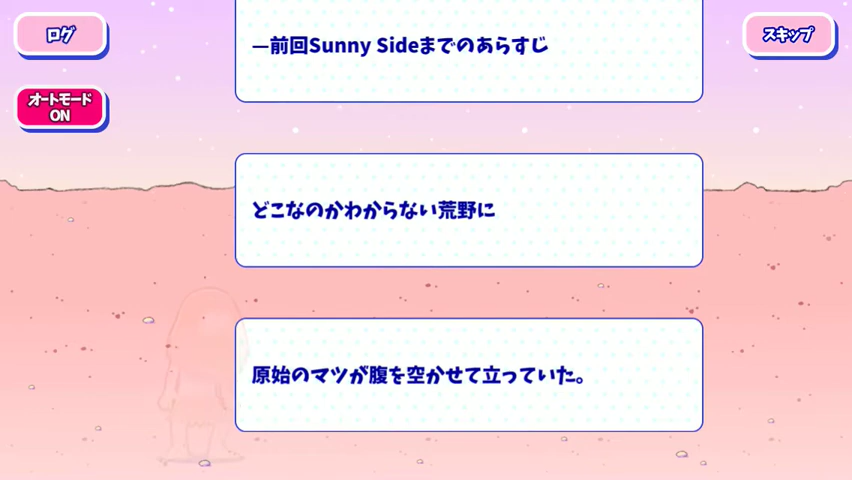 ログ
スキップ
オートモード
ON
—前回Sunny Sideまでのあらすじ
どこなのかわからない荒野に
原始のマツが腹を空かせて立っていた。